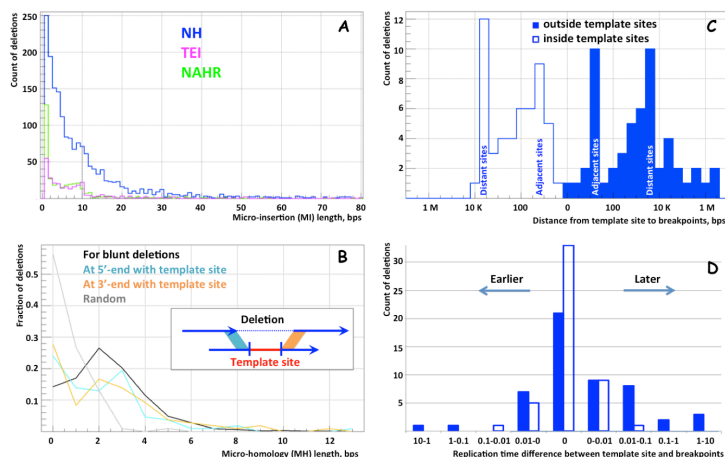 A
NH
TEI
NAHR
Count of deletions
250
200
150
100
50
0
10
20
30
40
50
60
70
80
Micro-insertion (MI) length, bps
C
outside template sites
inside template sites
Count of deletions
12
10
8
6
4
2
Distant sites
Adjacent sites
Adjacent sites
Distant sites
1 M
10 K
100
0
100
10 K
1 M
Distance from template site to breakpoints, bps
B
For blunt deletions
At 5’-end with template site
At 3’-end with template site
Random
Fraction of deletions
0.5
0.4
0.3
0.2
0.1
Deletion
Template site
0
2
4
6
8
10
12
Micro-homology (MH) length, bps
D
Earlier
Later
Count of deletions
30
25
20
15
10
5
10-1
1-0.1
0.1-0.01
0.01-0
0
0-0.01
0.01-0.1
0.1-1
1-10
Replication time difference between template site and breakpoints